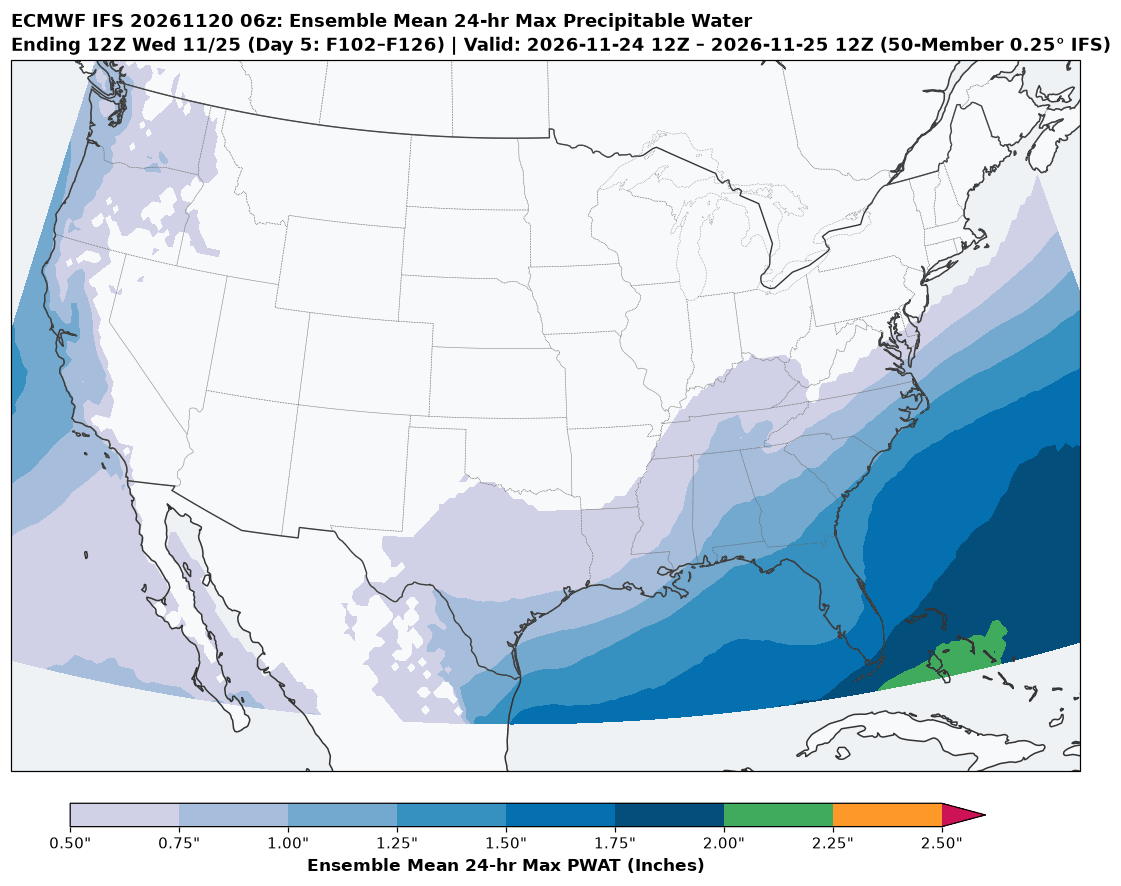 ECMWF IFS 20261120 06z: Ensemble Mean 24-hr Max Precipitable Water
Ending 12Z Wed 11/25 (Day 5: F102–F126) | Valid: 2026-11-24 12Z – 2026-11-25 12Z (50-Member 0.25° IFS)
0.50" 0.75" 1.00" 1.25" 1.50" 1.75" 2.00" 2.25" 2.50"
Ensemble Mean 24-hr Max PWAT (Inches)